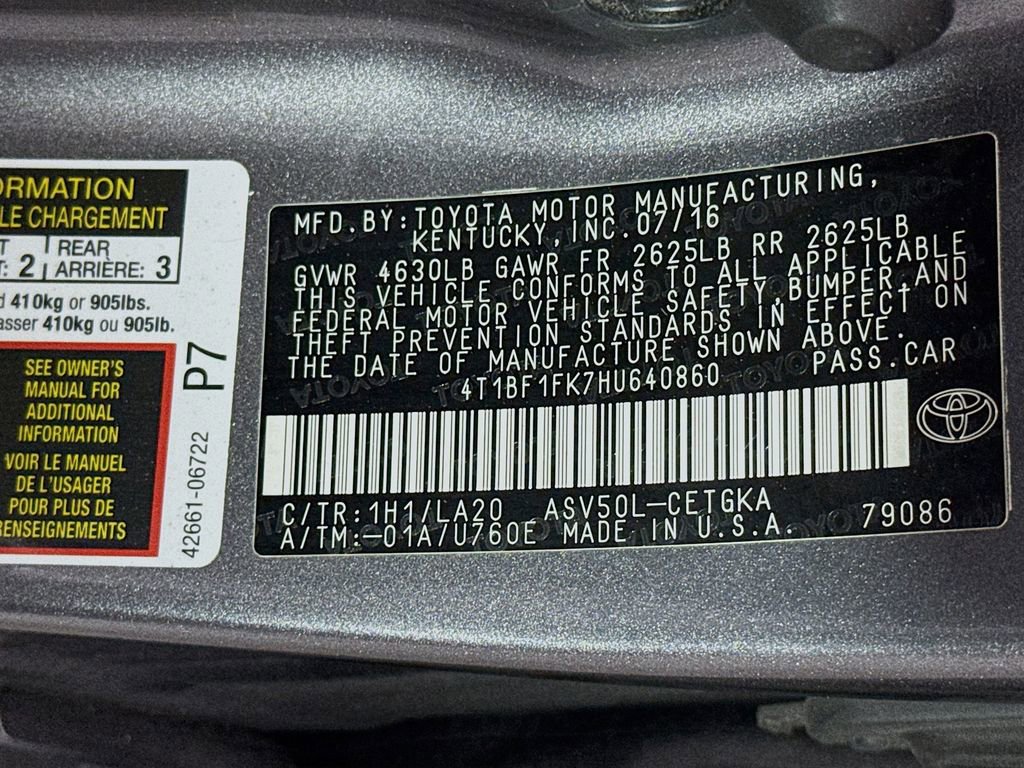 ORMATION
LE CHARGEMENT
T REAR
: 2 ARRIÈRE: 3
d 410kg or 905lbs.
asser 410kg ou 905lb.
SEE OWNER'S
MANUAL FOR
ADDITIONAL
INFORMATION
VOIR LE MANUEL
DE L'USAGER
POUR PLUS DE
RENSEIGNEMENTS
P7
42661-06722
MFD. BY: TOYOTA MOTOR MANUFACTURING,
KENTUCKY, INC. 07/16
GVWR 4630LB GAWR FR 2625LB RR 2625LB
THIS VEHICLE CONFORMS TO ALL APPLICABLE
FEDERAL MOTOR VEHICLE SAFETY, BUMPER, AND
THEFT PREVENTION STANDARDS IN EFFECT ON
THE DATE OF MANUFACTURE SHOWN ABOVE.
4T1BF1FK7HU640860 PASS. CAR
C/TR: 1H1/LA20 ASV50L-CETGKA
A/TM: -01A/U760E MADE IN U.S.A. 79086